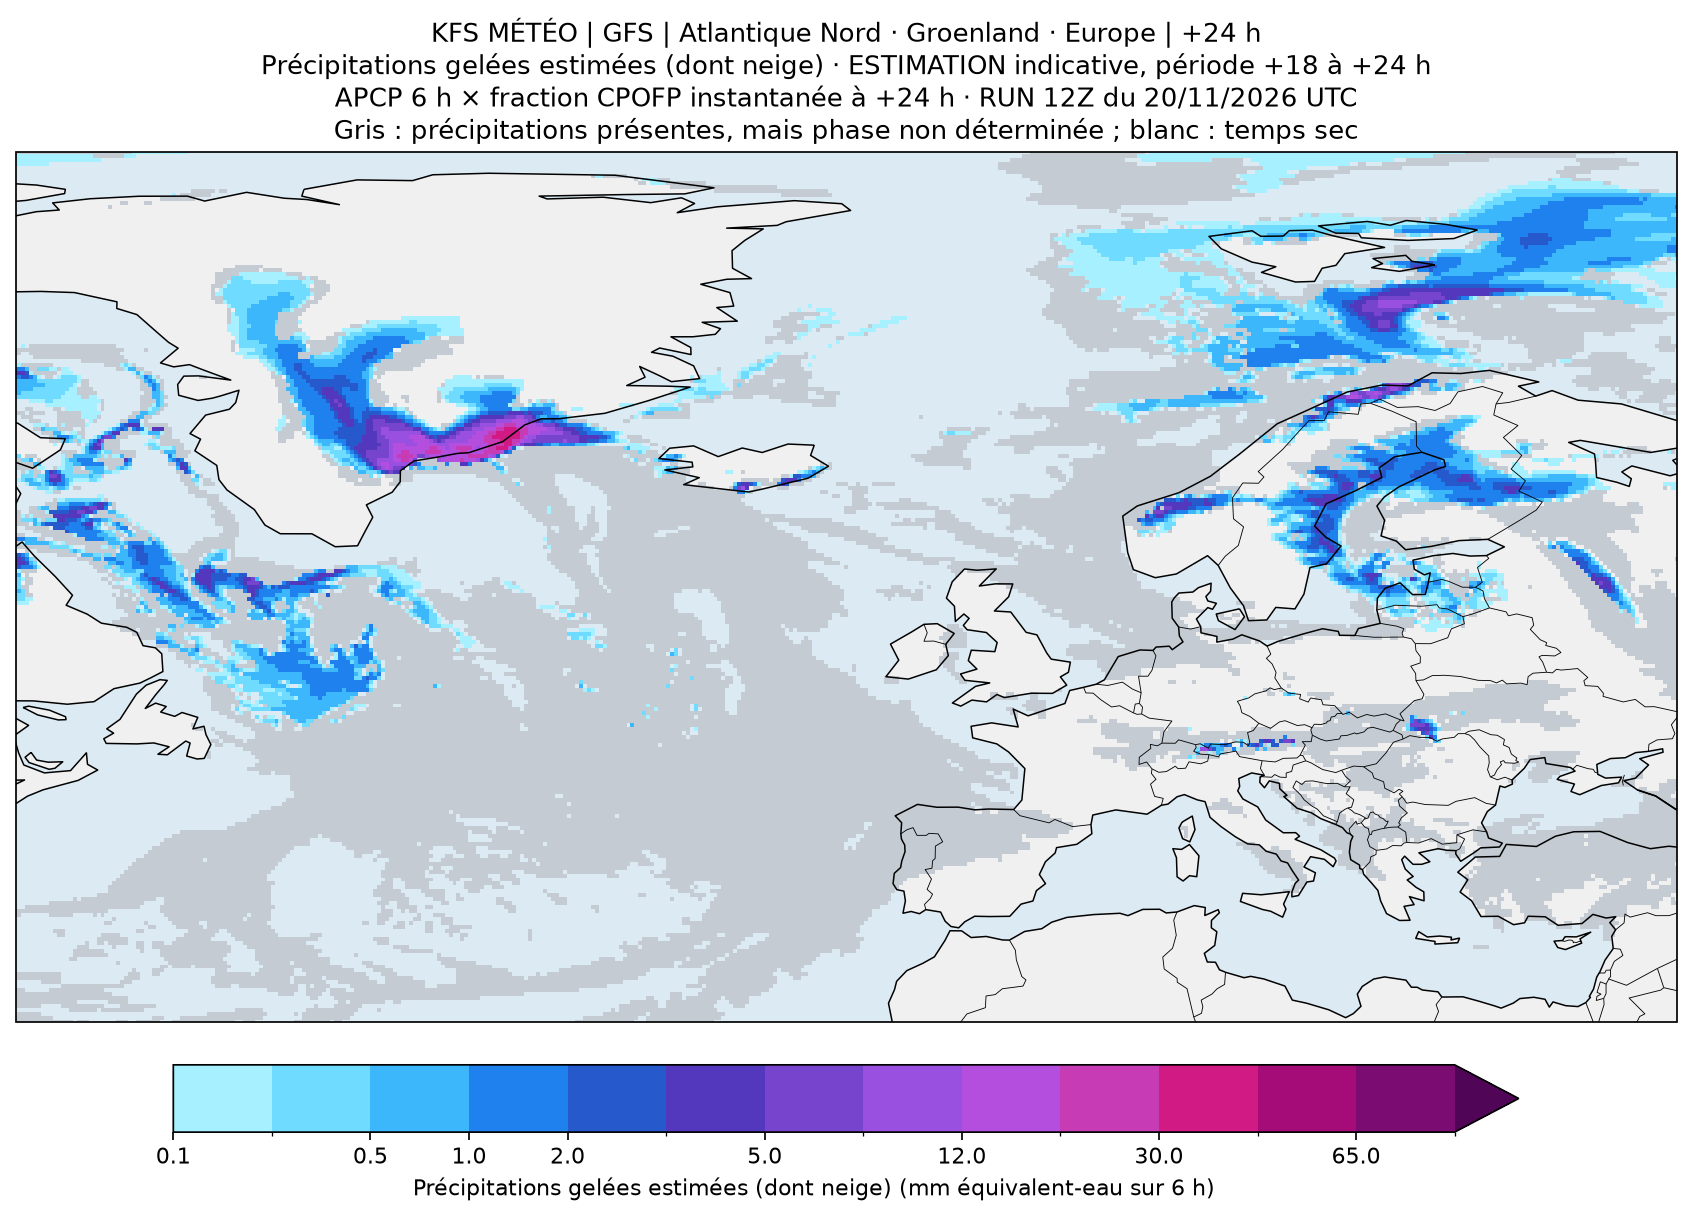 KFS MÉTÉO | GFS | Atlantique Nord · Groenland · Europe | +24 h
Précipitations gelées estimées (dont neige) · ESTIMATION indicative, période +18 à +24 h
APCP 6 h × fraction CPOFP instantanée à +24 h · RUN 12Z du 20/11/2026 UTC
Gris : précipitations présentes, mais phase non déterminée ; blanc : temps sec
0.1 0.5 1.0 2.0 5.0 12.0 30.0 65.0
Précipitations gelées estimées (dont neige) (mm équivalent-eau sur 6 h)